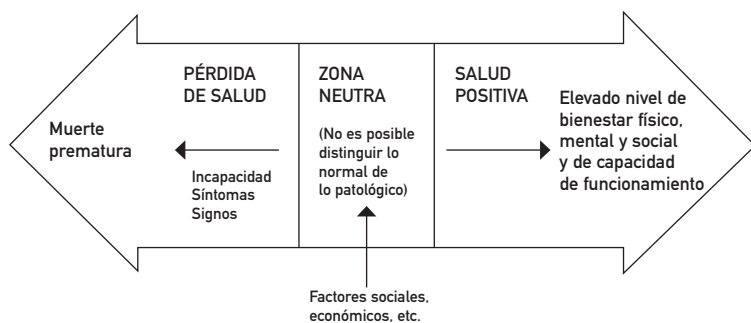 Muerte
prematura
PÉRDIDA
DE SALUD
Incapacidad
Síntomas
Signos
ZONA
NEUTRA
(No es posible
distinguir lo
normal de
lo patológico)
SALUD
POSITIVA
Elevado nivel de
bienestar físico,
mental y social
y de capacidad
de funcionamiento
Factores sociales,
económicos, etc.